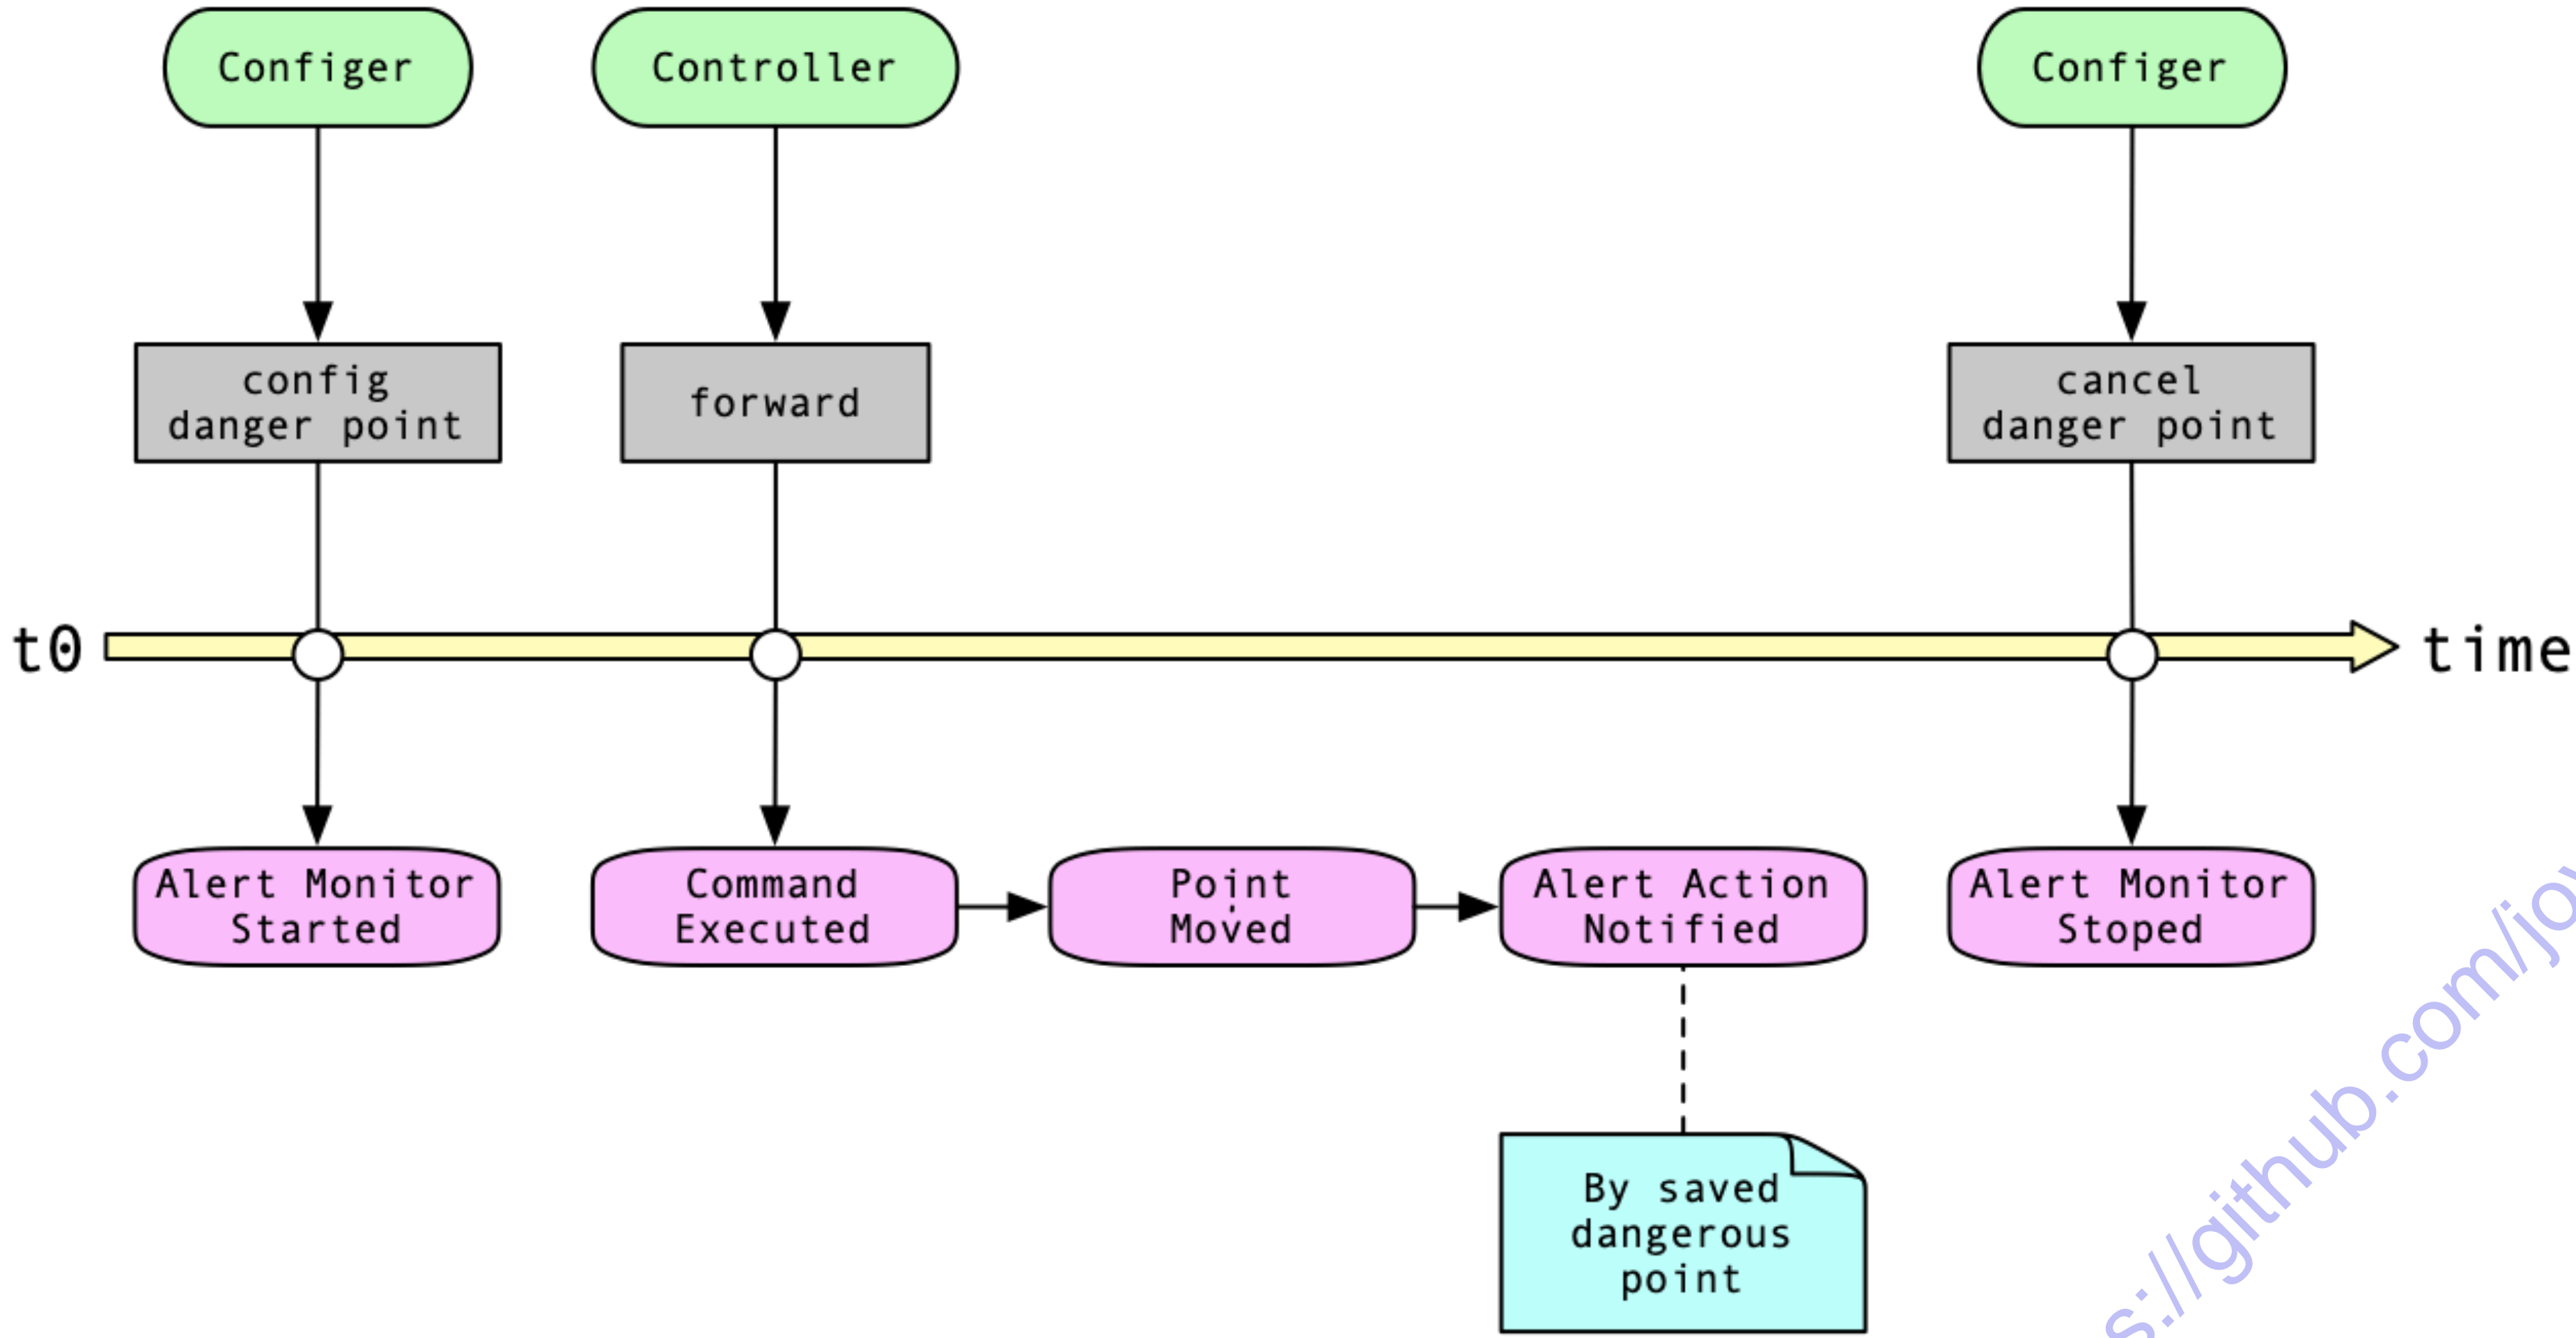 Configer
Controller
Configer
config
danger point
forward
cancel
danger point
t0
time
Alert Monitor
Started
Command
Executed
Point
Moved
Alert Action
Notified
Alert Monitor
Stoped
By saved
dangerous
point
s://github.com/jo